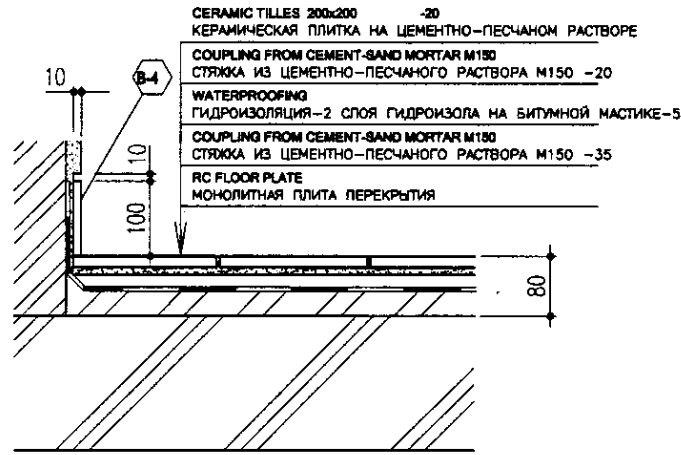 CERAMIC TILLES 200x200 -20
КЕРАМИЧЕСКАЯ ПЛИТКА НА ЦЕМЕНТНО-ПЕСЧАНОМ РАСТВОРЕ
COUPLING FROM CEMENT-SAND MORTAR M150
СТЯЖКА ИЗ ЦЕМЕНТНО-ПЕСЧАНОГО РАСТВОРА М150 -20
WATERPROOFING
ГИДРОИЗОЛЯЦИЯ-2 СЛОЯ ГИДРОИЗОЛА НА БИТУМНОЙ МАСТИКЕ-5
COUPLING FROM CEMENT-SAND MORTAR M150
СТЯЖКА ИЗ ЦЕМЕНТНО-ПЕСЧАНОГО РАСТВОРА М150 -35
RC FLOOR PLATE
МОНОЛИТНАЯ ПЛИТА ПЕРЕКРЫТИЯ
10
B-4
10
100
80